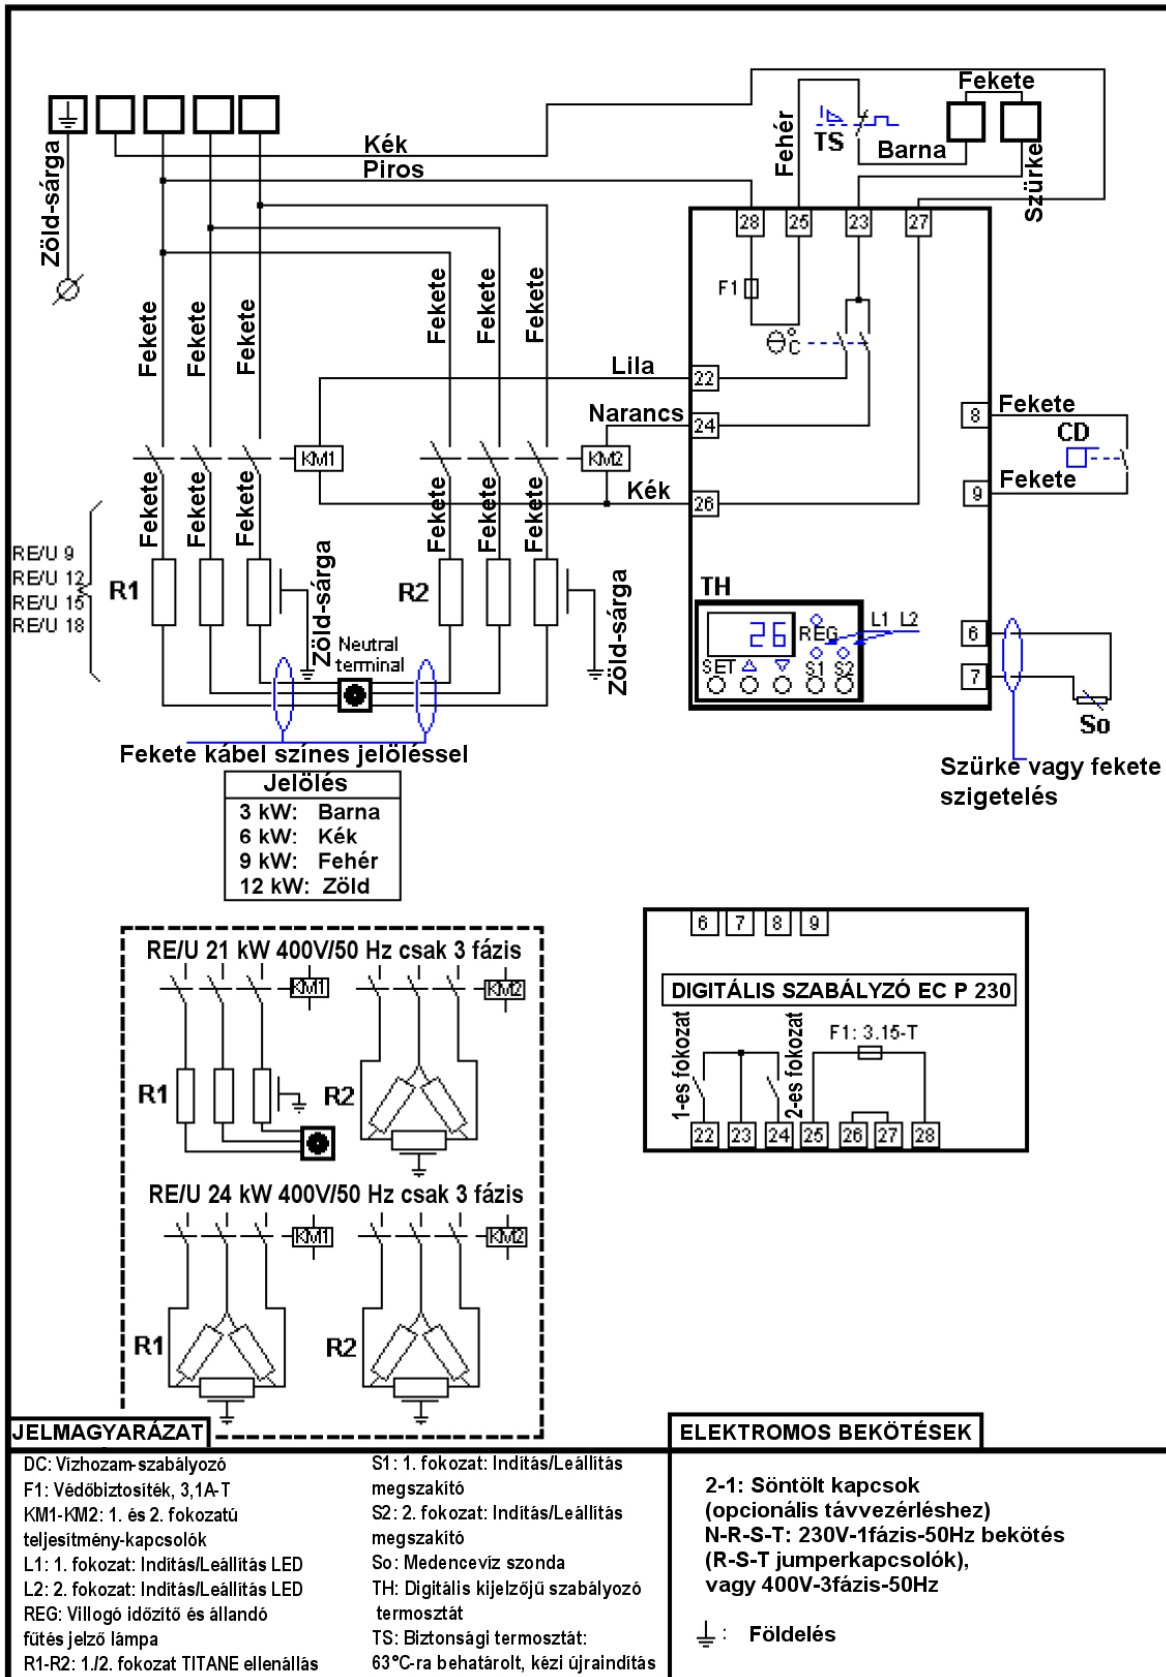 Fekete
Kék
Piros
Zöld-sárga
Fehér
TS
Barna
Szürke
28
25
23
27
F1
Θ°C
Fekete
Fekete
Fekete
Fekete
Fekete
Fekete
Lila
22
Narancs
24
KM1
KM2
Kék
26
8
Fekete
CD
9
Fekete
Fekete
Fekete
Fekete
Fekete
Fekete
Fekete
RE/U 9
RE/U 12
RE/U 15
RE/U 18
R1
R2
Zöld-sárga
Zöld-sárga
Neutral
terminal
TH
26
REG
L1 L2
SET
S1
S2
6
7
So
Fekete kábel színes jelöléssel
Szürke vagy fekete
szigetelés
Jelölés
3 kW: Barna
6 kW: Kék
9 kW: Fehér
12 kW: Zöld
RE/U 21 kW 400V/50 Hz csak 3 fázis
KM1
KM2
R1
R2
RE/U 24 kW 400V/50 Hz csak 3 fázis
KM1
KM2
R1
R2
6 7 8 9
DIGITÁLIS SZABÁLYZÓ EC P 230
1-es fokozat
2-es fokozat
F1: 3.15-T
22 23 24 25 26 27 28
JELMAGYARÁZAT
DC: Vízhozam-szabályozó
F1: Védőbiztosíték, 3,1A-T
KM1-KM2: 1. és 2. fokozatú
teljesítmény-kapcsolók
L1: 1. fokozat: Indítás/Leállítás LED
L2: 2. fokozat: Indítás/Leállítás LED
REG: Villogó időzítő és állandó
fűtés jelző lámpa
R1-R2: 1./2. fokozat TITANE ellenállás
S1: 1. fokozat: Indítás/Leállítás
megszakító
S2: 2. fokozat: Indítás/Leállítás
megszakító
So: Medencevíz szonda
TH: Digitális kijelzőjű szabályozó
termosztát
TS: Biztonsági termosztát:
63°C-ra behatárolt, kézi újraindítás
ELEKTROMOS BEKÖTÉSEK
2-1: Söntölt kapcsok
(opcionális távvezérléshez)
N-R-S-T: 230V-1fázis-50Hz bekötés
(R-S-T jumperkapcsolók),
vagy 400V-3fázis-50Hz
: Földelés